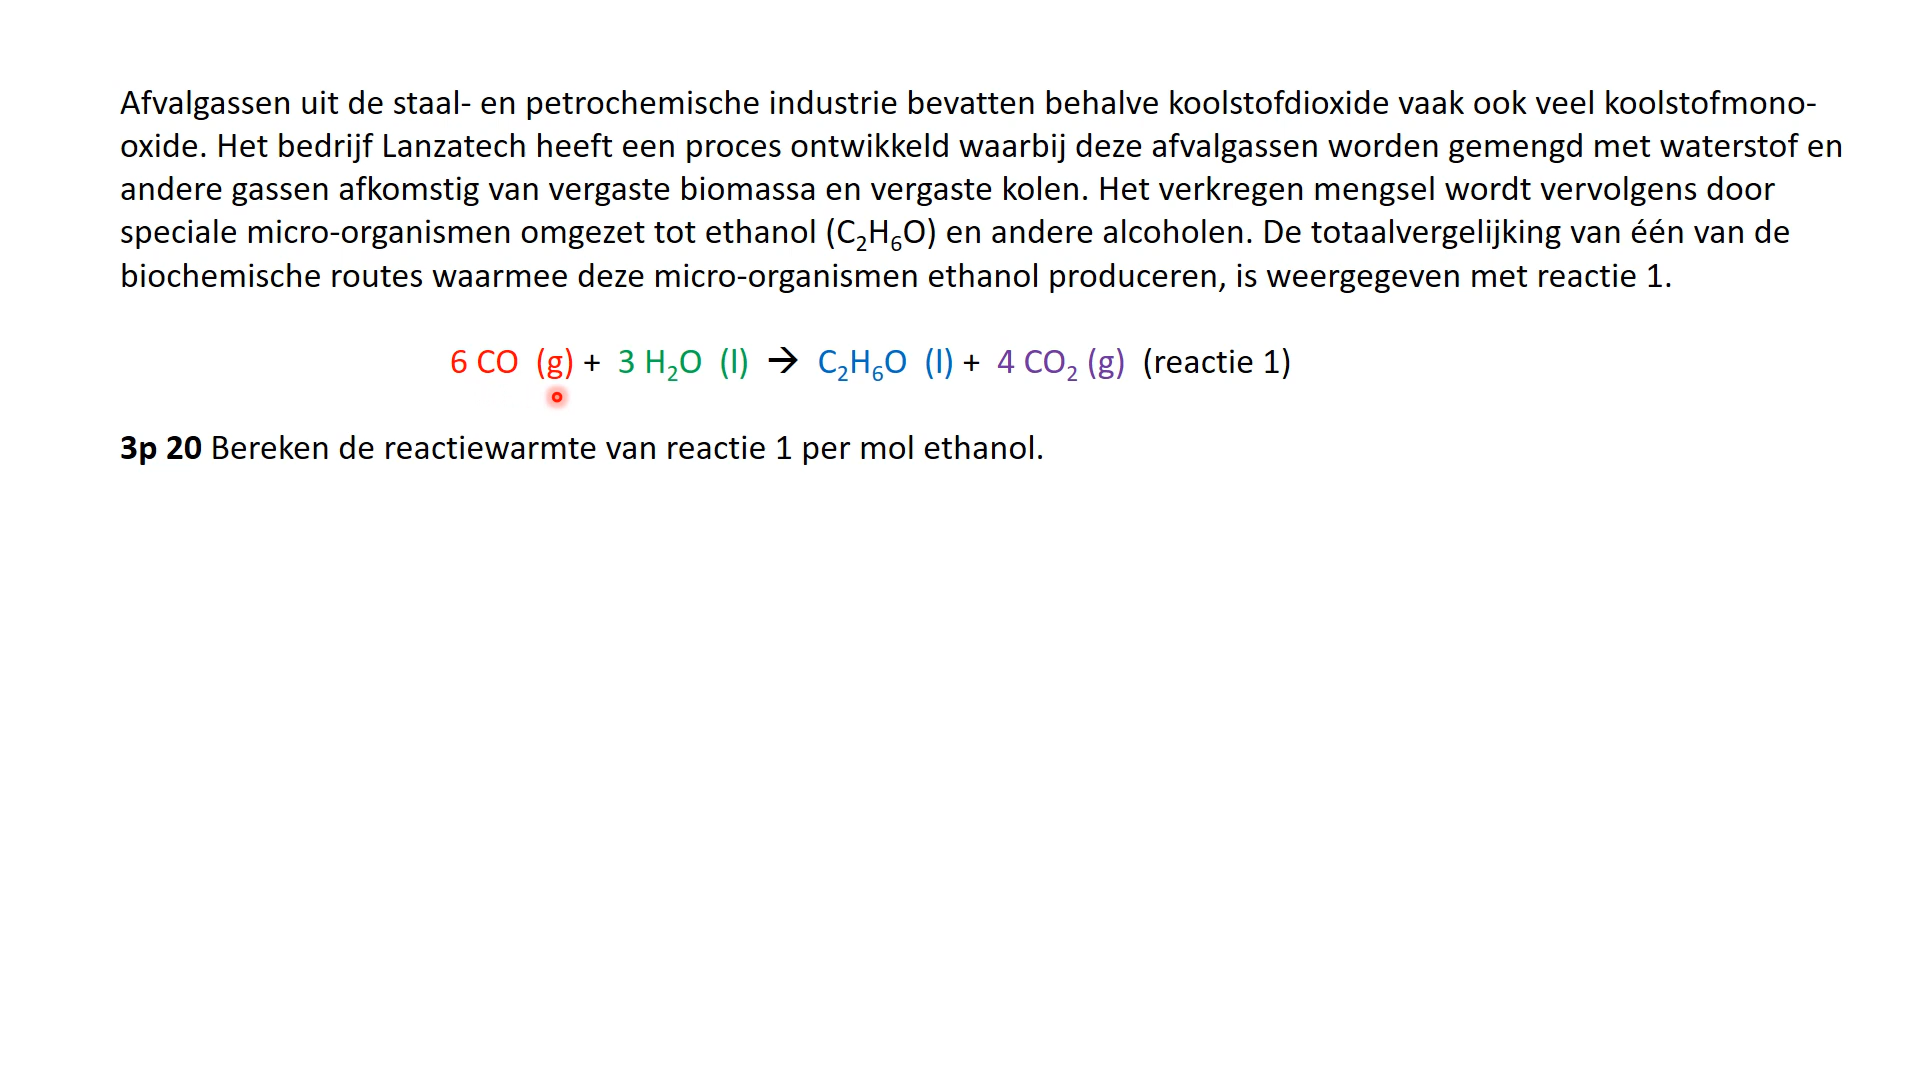 Afvalgassen uit de staal- en petrochemische industrie bevatten behalve koolstofdioxide vaak ook veel koolstofmono-
oxide. Het bedrijf Lanzatech heeft een proces ontwikkeld waarbij deze afvalgassen worden gemengd met waterstof en
andere gassen afkomstig van vergaste biomassa en vergaste kolen. Het verkregen mengsel wordt vervolgens door
speciale micro-organismen omgezet tot ethanol (C₂H₆O) en andere alcoholen. De totaalvergelijking van één van de
biochemische routes waarmee deze micro-organismen ethanol produceren, is weergegeven met reactie 1.
6 CO (g) + 3 H₂O (l) → C₂H₆O (l) + 4 CO₂ (g) (reactie 1)
3p 20 Bereken de reactiewarmte van reactie 1 per mol ethanol.